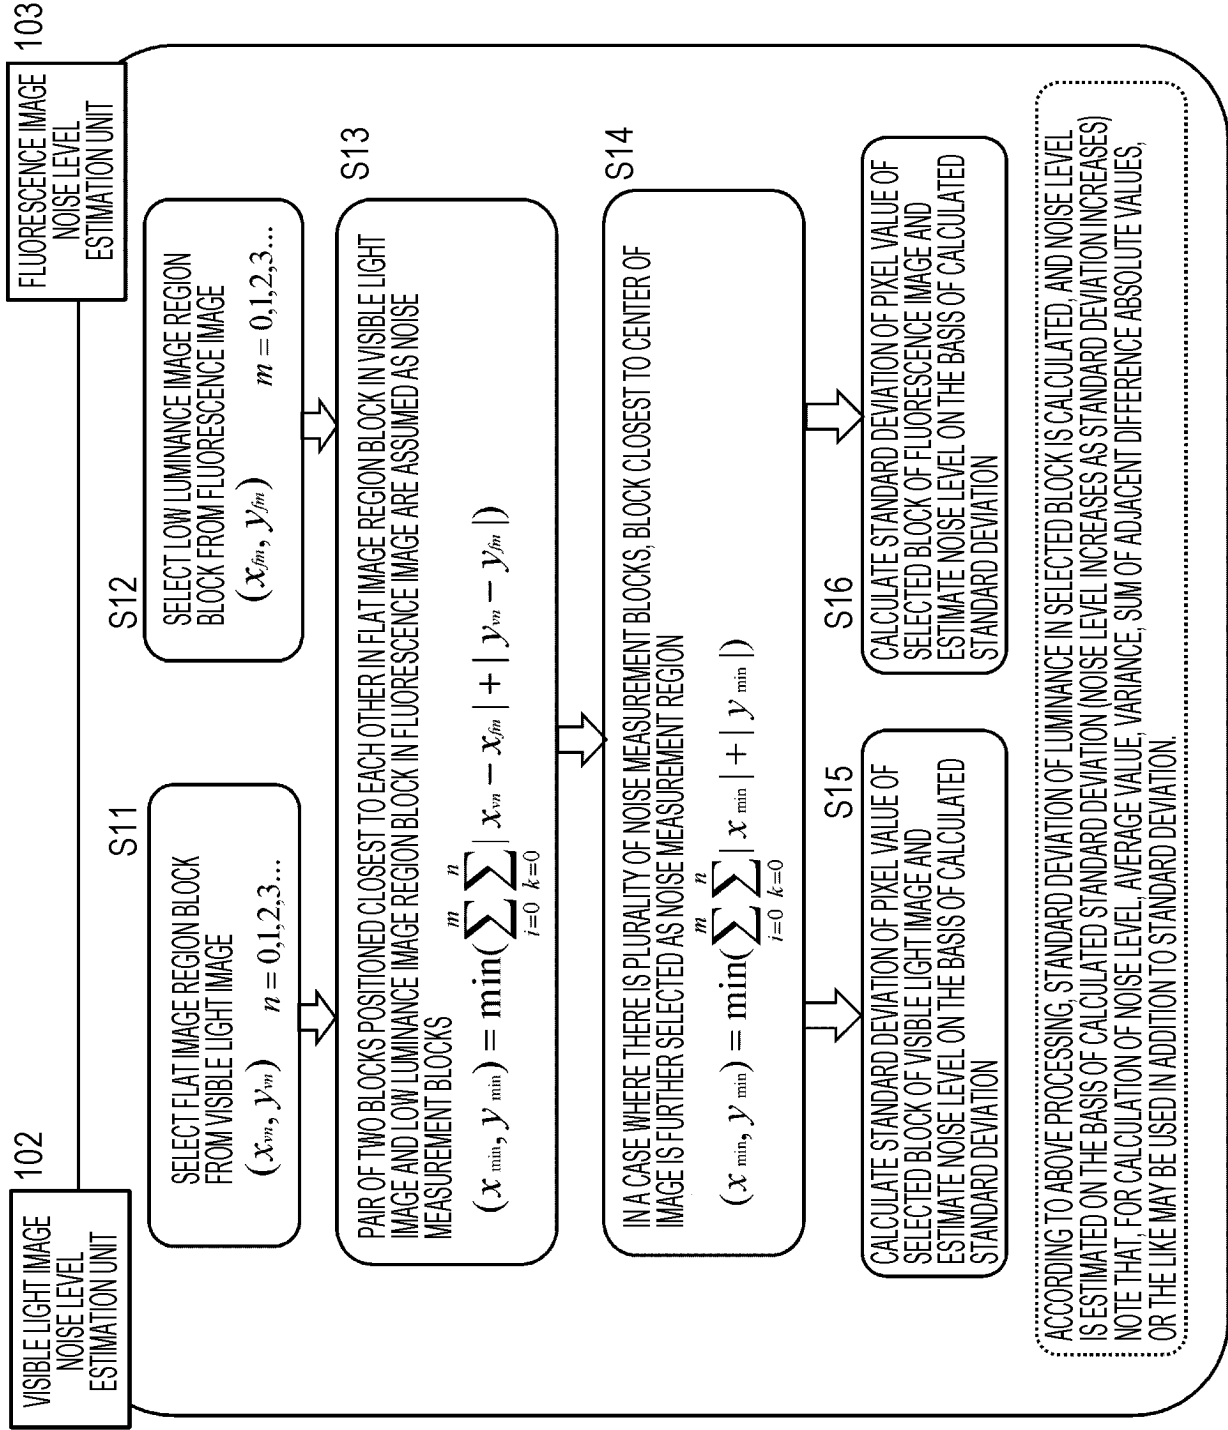 VISIBLE LIGHT IMAGE
NOISE LEVEL
ESTIMATION UNIT
102
FLUORESCENCE IMAGE
NOISE LEVEL
ESTIMATION UNIT
103
S11
SELECT FLAT IMAGE REGION BLOCK
FROM VISIBLE LIGHT IMAGE
(x_vn, y_vn) n = 0,1,2,3...
S12
SELECT LOW LUMINANCE IMAGE REGION
BLOCK FROM FLUORESCENCE IMAGE
(x_fm, y_fm) m = 0,1,2,3...
S13
PAIR OF TWO BLOCKS POSITIONED CLOSEST TO EACH OTHER IN FLAT IMAGE REGION BLOCK IN VISIBLE LIGHT
IMAGE AND LOW LUMINANCE IMAGE REGION BLOCK IN FLUORESCENCE IMAGE ARE ASSUMED AS NOISE
MEASUREMENT BLOCKS
(x_min, y_min) = min(∑_{i=0}^{m} ∑_{k=0}^{n} | x_vn − x_fm | + | y_vn − y_fm |)
S14
IN A CASE WHERE THERE IS PLURALITY OF NOISE MEASUREMENT BLOCKS, BLOCK CLOSEST TO CENTER OF
IMAGE IS FURTHER SELECTED AS NOISE MEASUREMENT REGION
(x_min, y_min) = min(∑_{i=0}^{m} ∑_{k=0}^{n} | x_min | + | y_min |)
S15
CALCULATE STANDARD DEVIATION OF PIXEL VALUE OF
SELECTED BLOCK OF VISIBLE LIGHT IMAGE AND
ESTIMATE NOISE LEVEL ON THE BASIS OF CALCULATED
STANDARD DEVIATION
S16
CALCULATE STANDARD DEVIATION OF PIXEL VALUE OF
SELECTED BLOCK OF FLUORESCENCE IMAGE AND
ESTIMATE NOISE LEVEL ON THE BASIS OF CALCULATED
STANDARD DEVIATION
ACCORDING TO ABOVE PROCESSING, STANDARD DEVIATION OF LUMINANCE IN SELECTED BLOCK IS CALCULATED, AND NOISE LEVEL
IS ESTIMATED ON THE BASIS OF CALCULATED STANDARD DEVIATION (NOISE LEVEL INCREASES AS STANDARD DEVIATION INCREASES)
NOTE THAT, FOR CALCULATION OF NOISE LEVEL, AVERAGE VALUE, VARIANCE, SUM OF ADJACENT DIFFERENCE ABSOLUTE VALUES,
OR THE LIKE MAY BE USED IN ADDITION TO STANDARD DEVIATION.